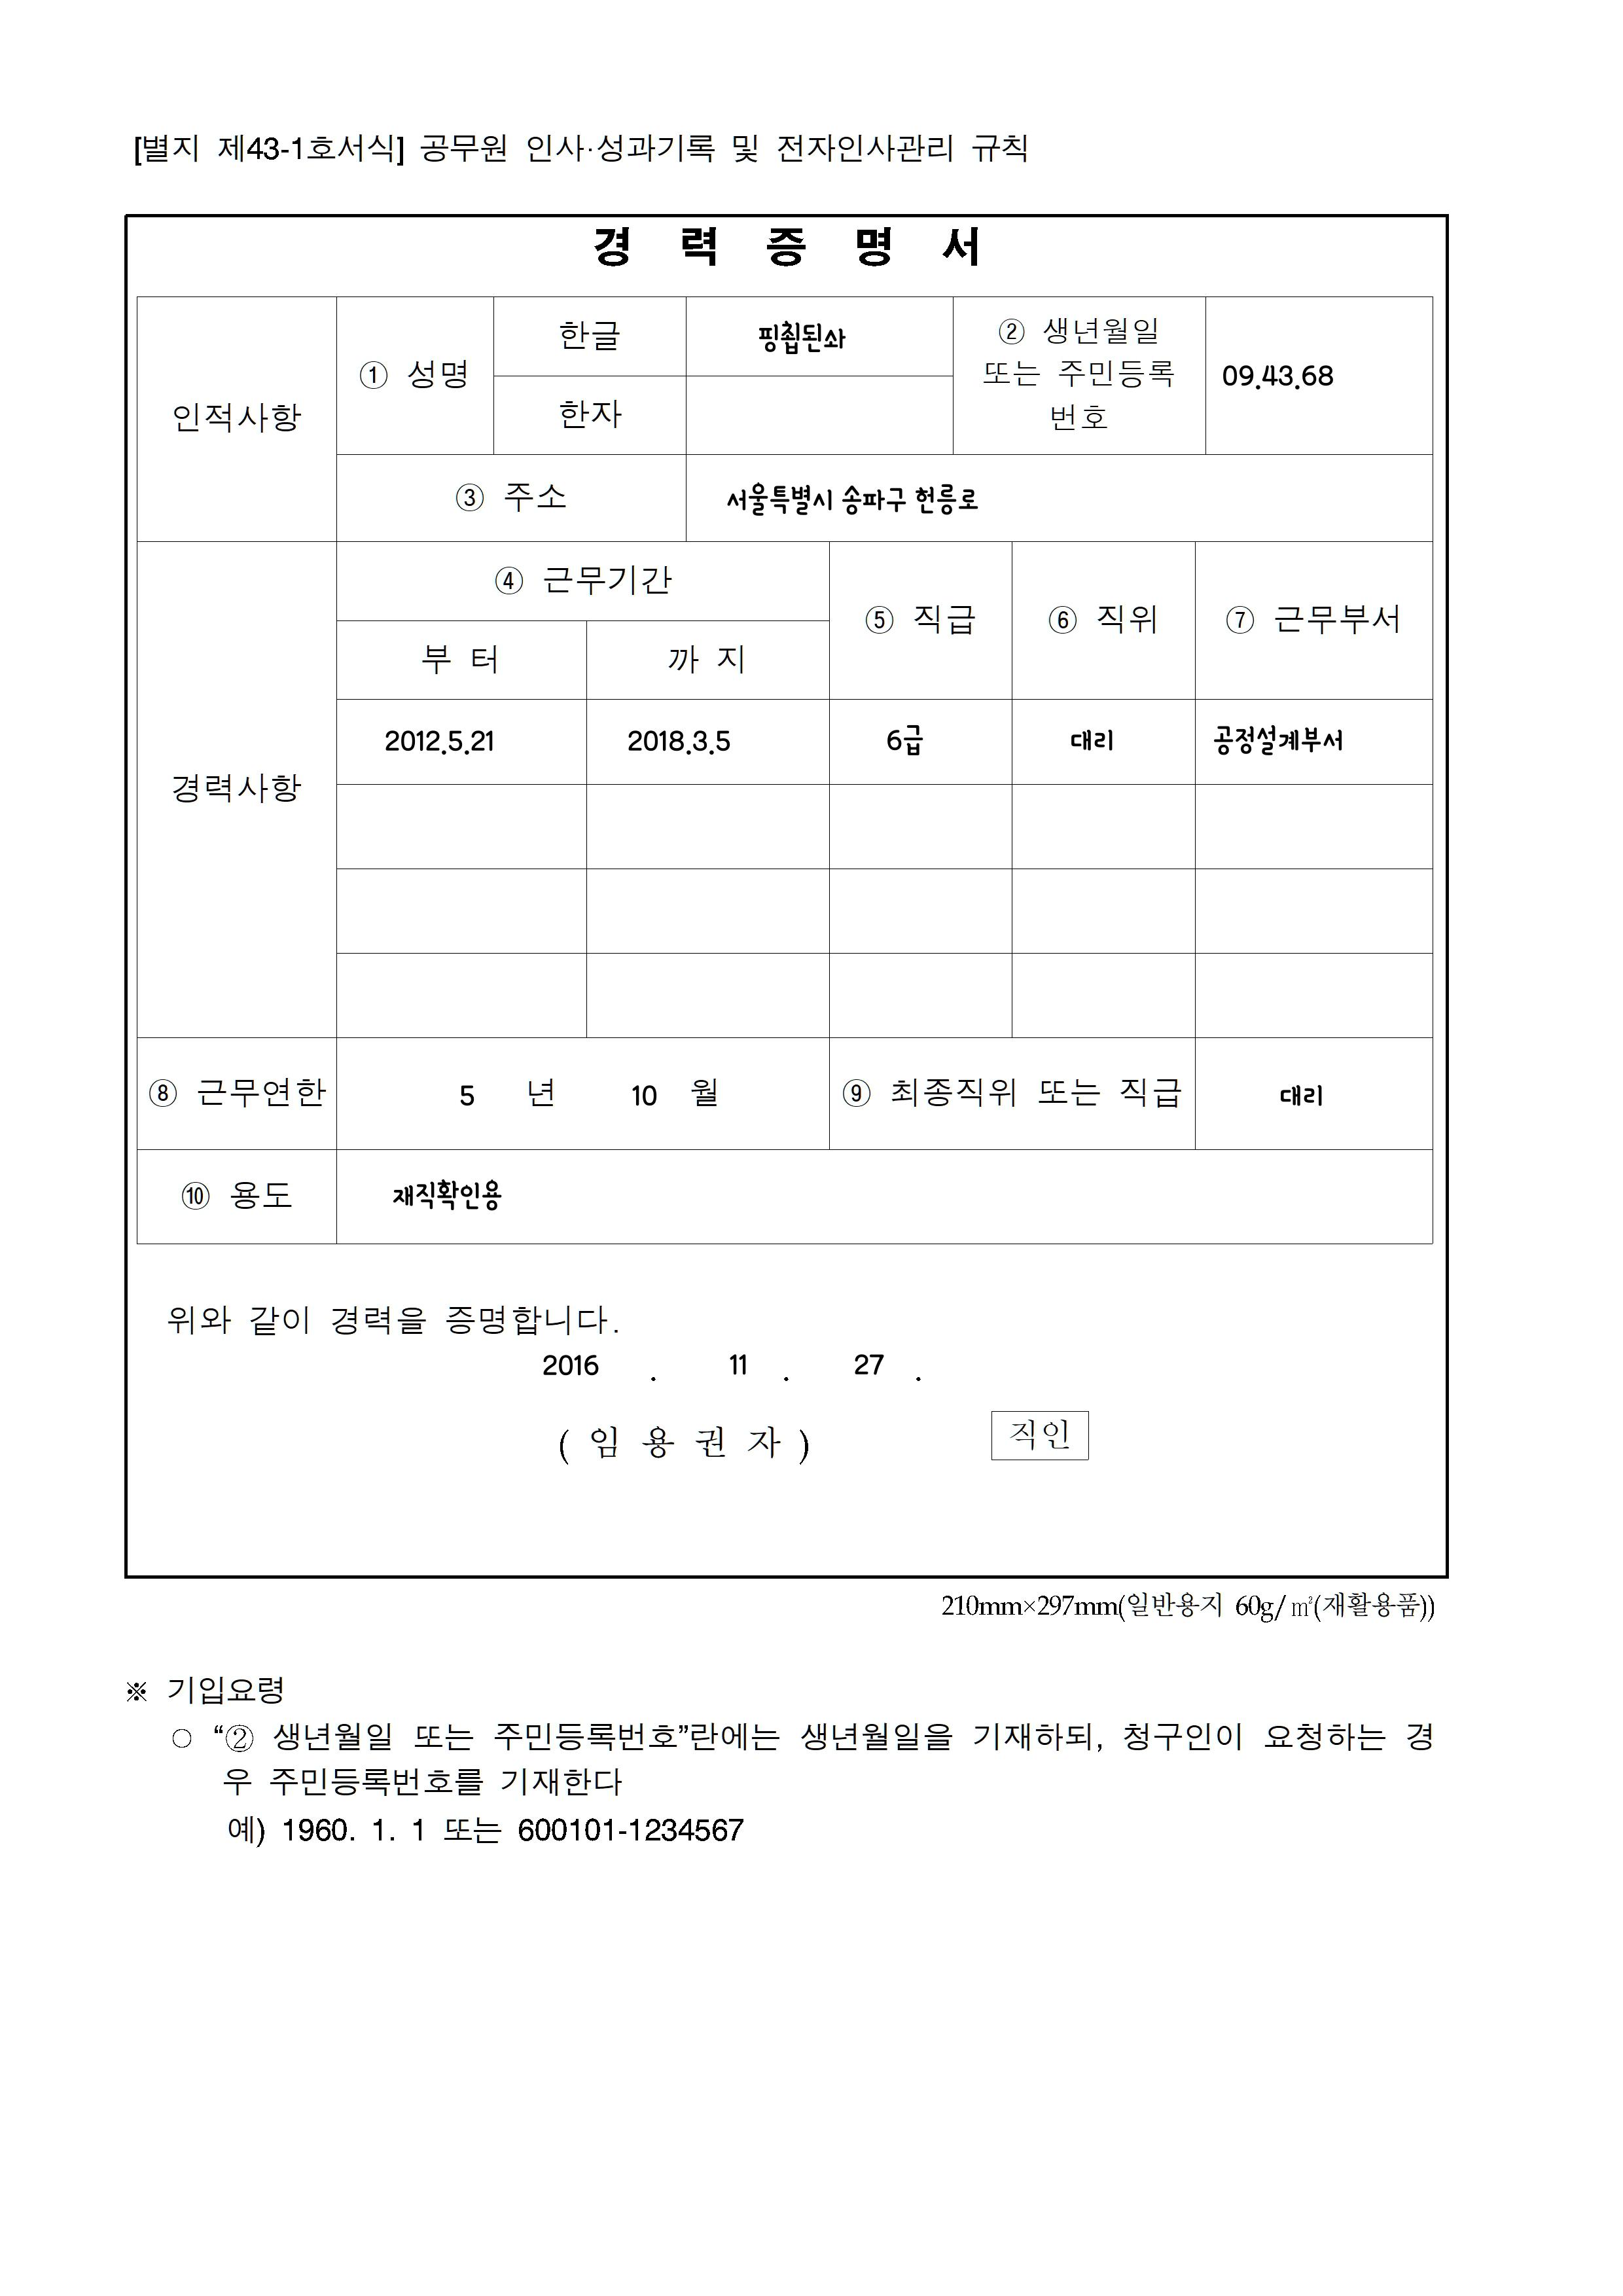 [별지 제43-1호서식] 공무원 인사·성과기록 및 전자인사관리 규칙
경 력 증 명 서
인적사항
① 성명
한글
핑칍된솨
한자
② 생년월일
또는 주민등록
번호
09.43.68
③ 주소
서울특별시 송파구 헌릉로
경력사항
④ 근무기간
⑤ 직급
⑥ 직위
⑦ 근무부서
부 터
까 지
2012.5.21
2018.3.5
6급
대리
공정설계부서
⑧ 근무연한
5 년 10 월
⑨ 최종직위 또는 직급
대리
⑩ 용도
재직확인용
위와 같이 경력을 증명합니다.
2016 . 11 . 27 .
( 임 용 권 자 )
직인
210mm×297mm(일반용지 60g/㎡(재활용품))
※ 기입요령
○ “② 생년월일 또는 주민등록번호”란에는 생년월일을 기재하되, 청구인이 요청하는 경
우 주민등록번호를 기재한다
예) 1960. 1. 1 또는 600101-1234567